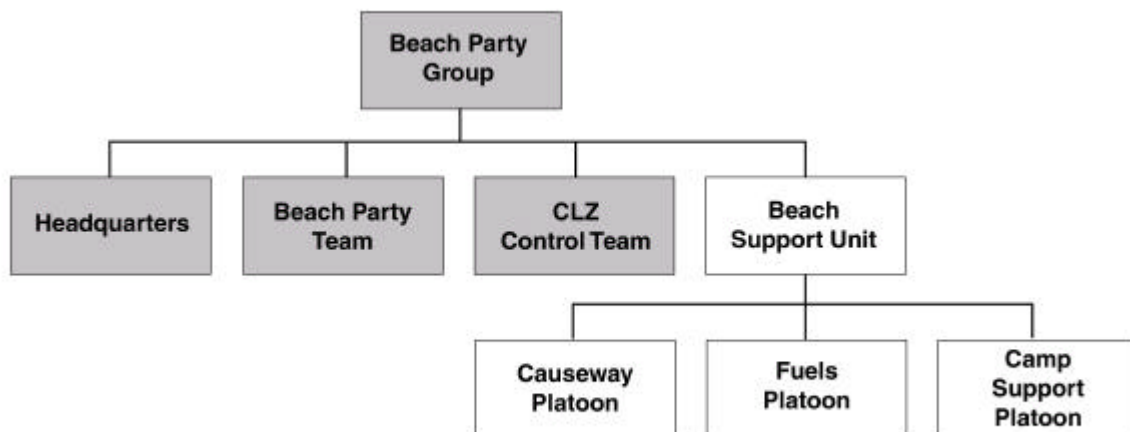 Beach Party
Group
Headquarters
Beach Party
Team
CLZ
Control Team
Beach
Support Unit
Causeway
Platoon
Fuels
Platoon
Camp
Support
Platoon